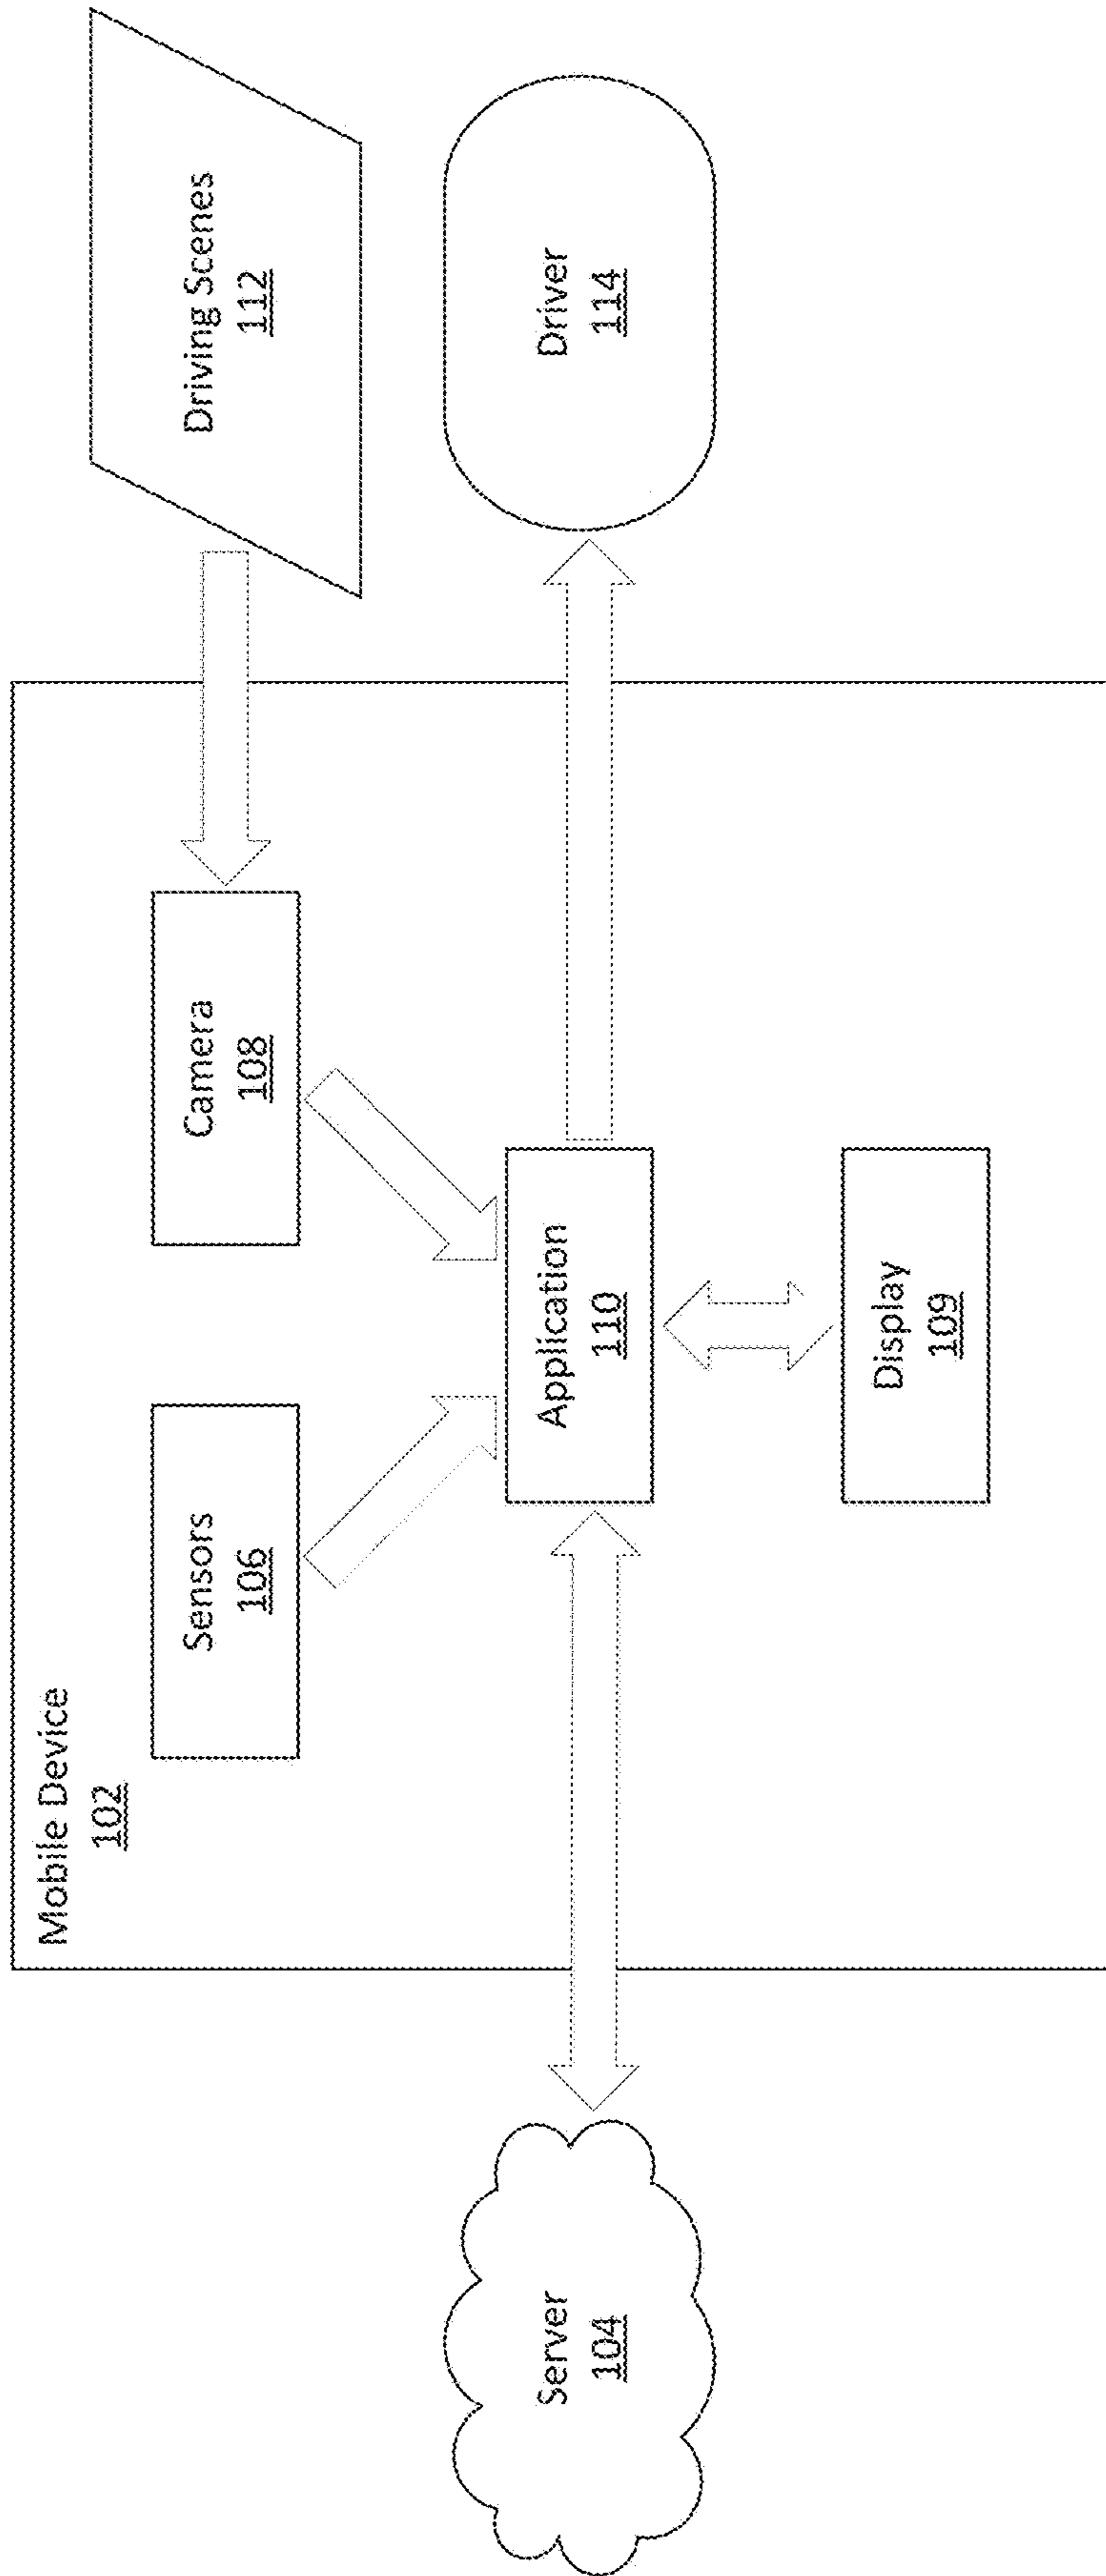 Mobile Device
102
Sensors
106
Camera
108
Driving Scenes
112
Server
104
Application
110
Driver
114
Display
109